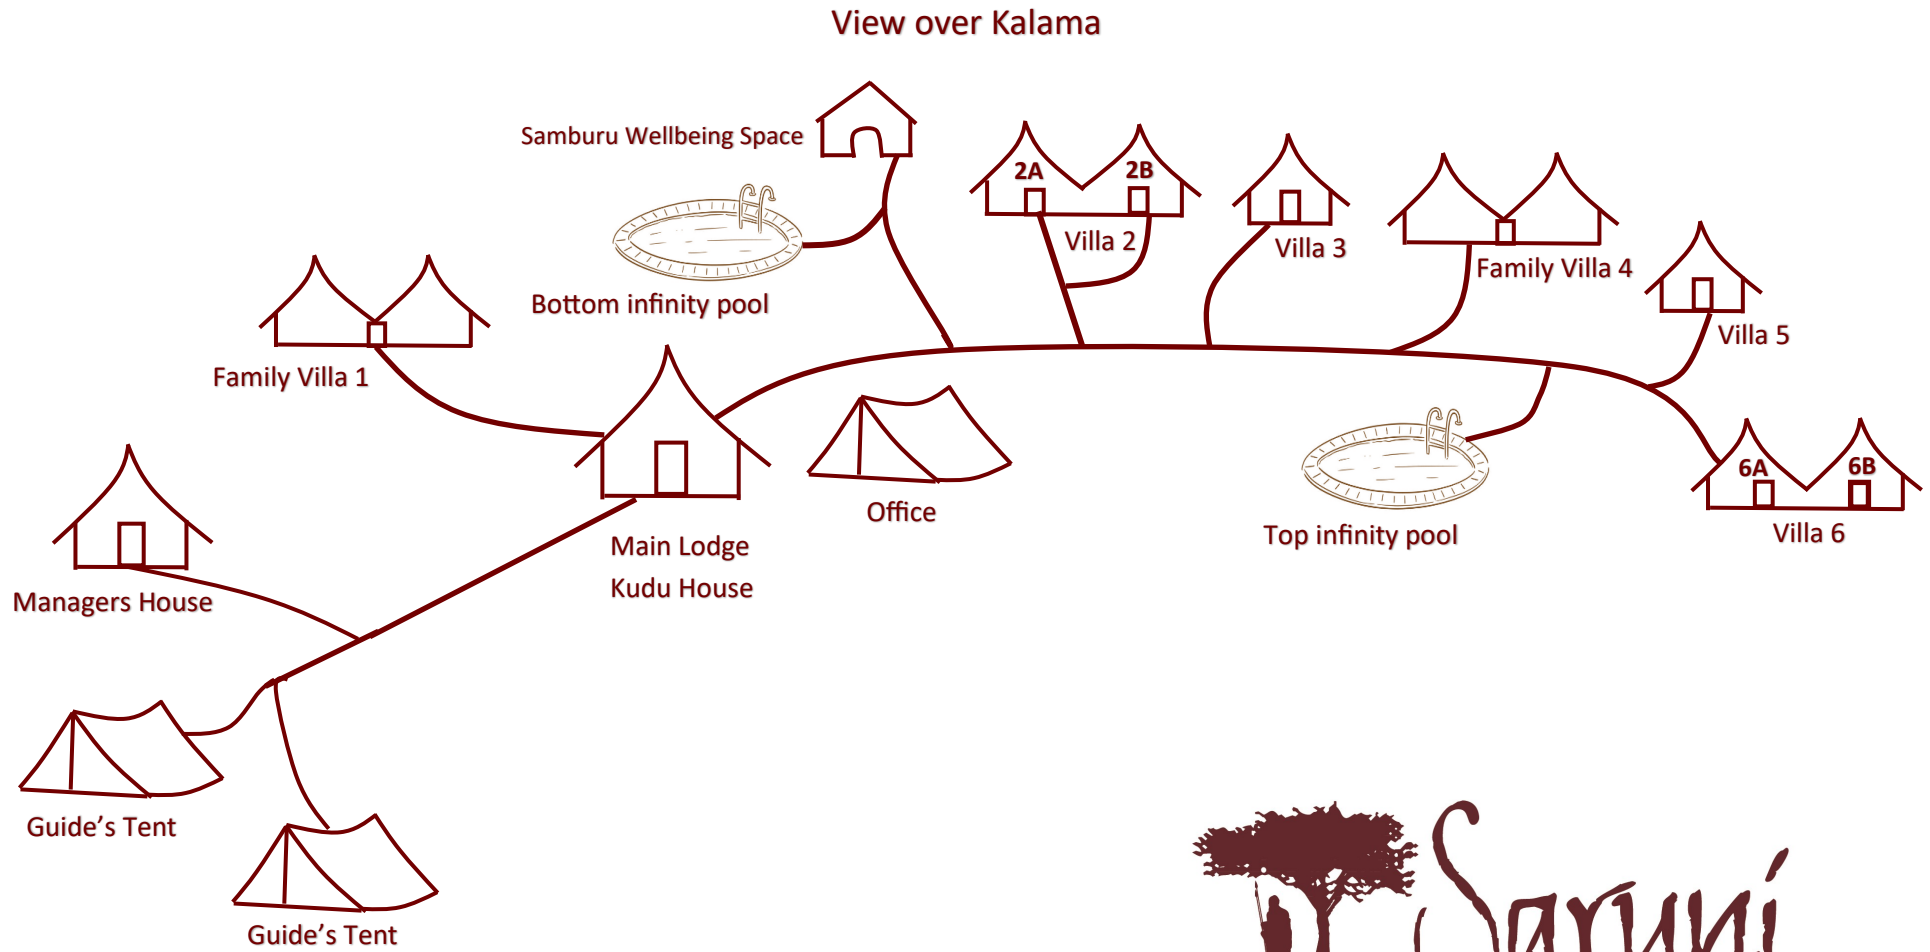 View over Kalama
Samburu Wellbeing Space
2A
2B
Villa 2
Villa 3
Family Villa 4
Bottom infinity pool
Villa 5
Family Villa 1
6A
6B
Office
Top infinity pool
Villa 6
Main Lodge
Kudu House
Managers House
Guide's Tent
Guide's Tent
Saruni